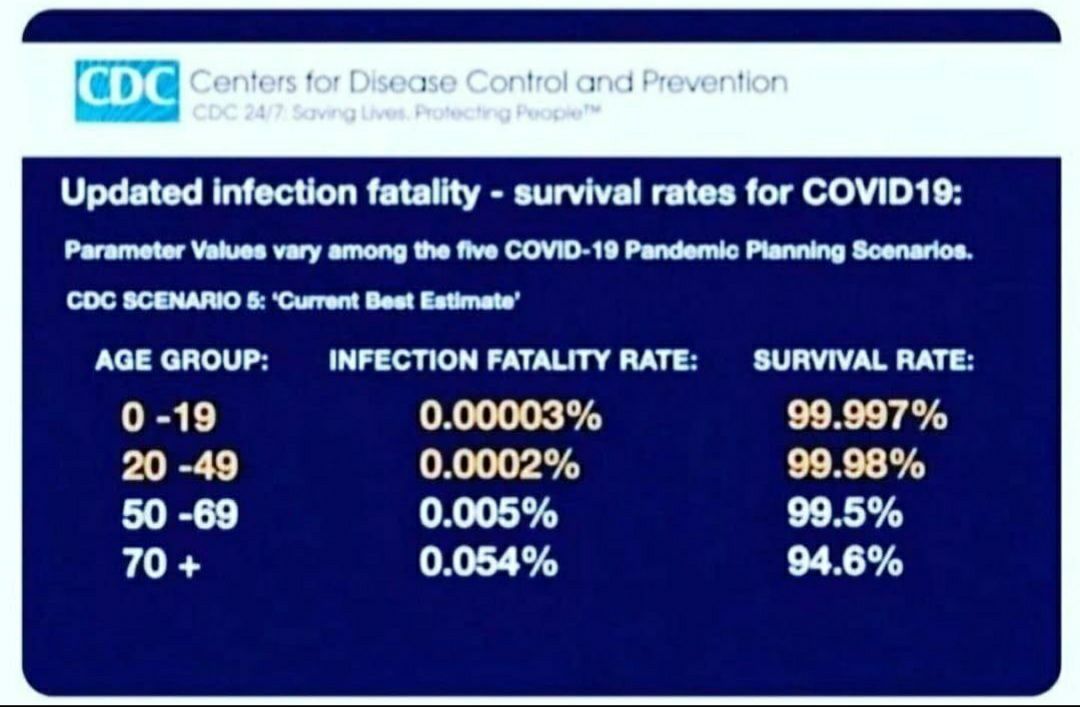 CDC Centers for Disease Control and Prevention
CDC 24/7: Saving Lives. Protecting People™
Updated infection fatality - survival rates for COVID19:
Parameter Values vary among the five COVID-19 Pandemic Planning Scenarios.
CDC SCENARIO 5: 'Current Best Estimate'
AGE GROUP: INFECTION FATALITY RATE: SURVIVAL RATE:
0 -19 0.00003% 99.997%
20 -49 0.0002% 99.98%
50 -69 0.005% 99.5%
70 + 0.054% 94.6%